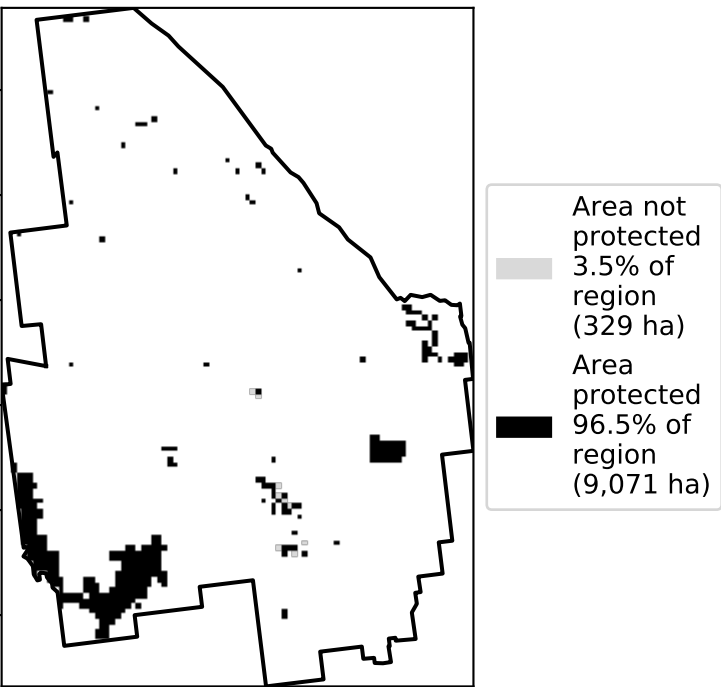 Area not
protected
3.5% of
region
(329 ha)
Area
protected
96.5% of
region
(9,071 ha)